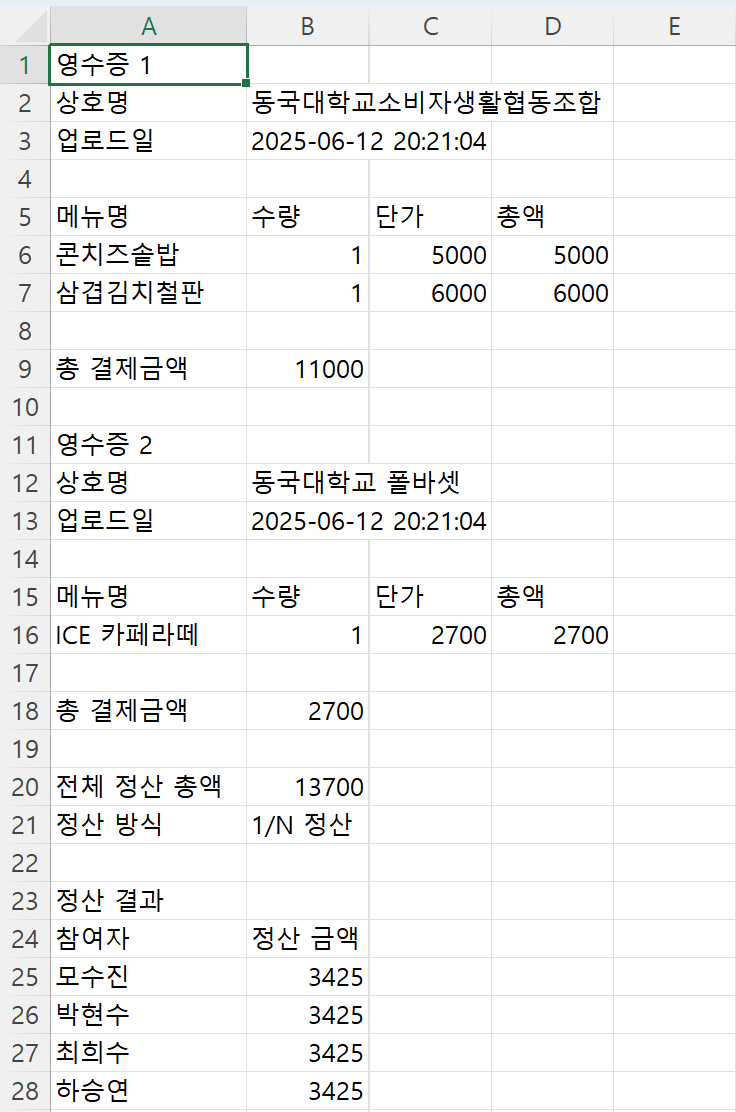 A B C D E
1 영수증 1
2 상호명 동국대학교소비자생활협동조합
3 업로드일 2025-06-12 20:21:04
4
5 메뉴명 수량 단가 총액
6 콘치즈솥밥 1 5000 5000
7 삼겹김치철판 1 6000 6000
8
9 총 결제금액 11000
10
11 영수증 2
12 상호명 동국대학교 폴바셋
13 업로드일 2025-06-12 20:21:04
14
15 메뉴명 수량 단가 총액
16 ICE 카페라떼 1 2700 2700
17
18 총 결제금액 2700
19
20 전체 정산 총액 13700
21 정산 방식 1/N 정산
22
23 정산 결과
24 참여자 정산 금액
25 모수진 3425
26 박현수 3425
27 최희수 3425
28 하승연 3425